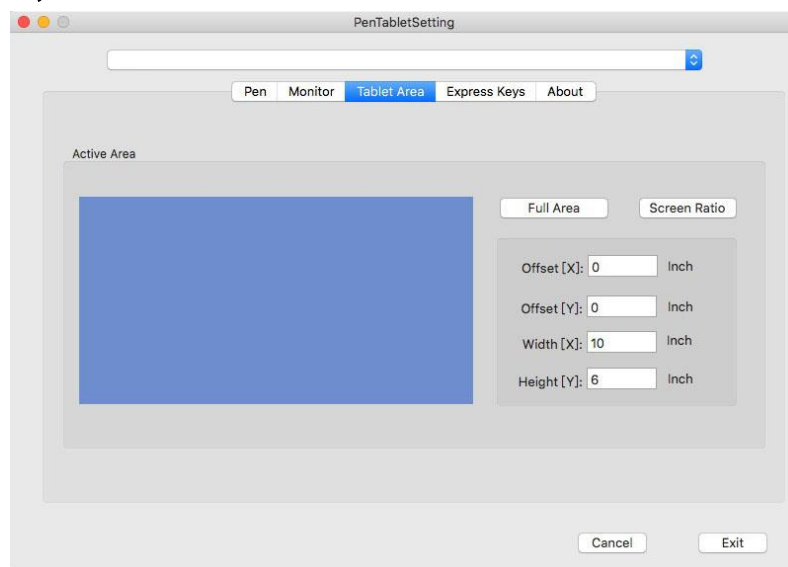 PenTabletSetting
Pen Monitor Tablet Area Express Keys About
Active Area
Full Area Screen Ratio
Offset [X]: 0 Inch
Offset [Y]: 0 Inch
Width [X]: 10 Inch
Height [Y]: 6 Inch
Cancel Exit